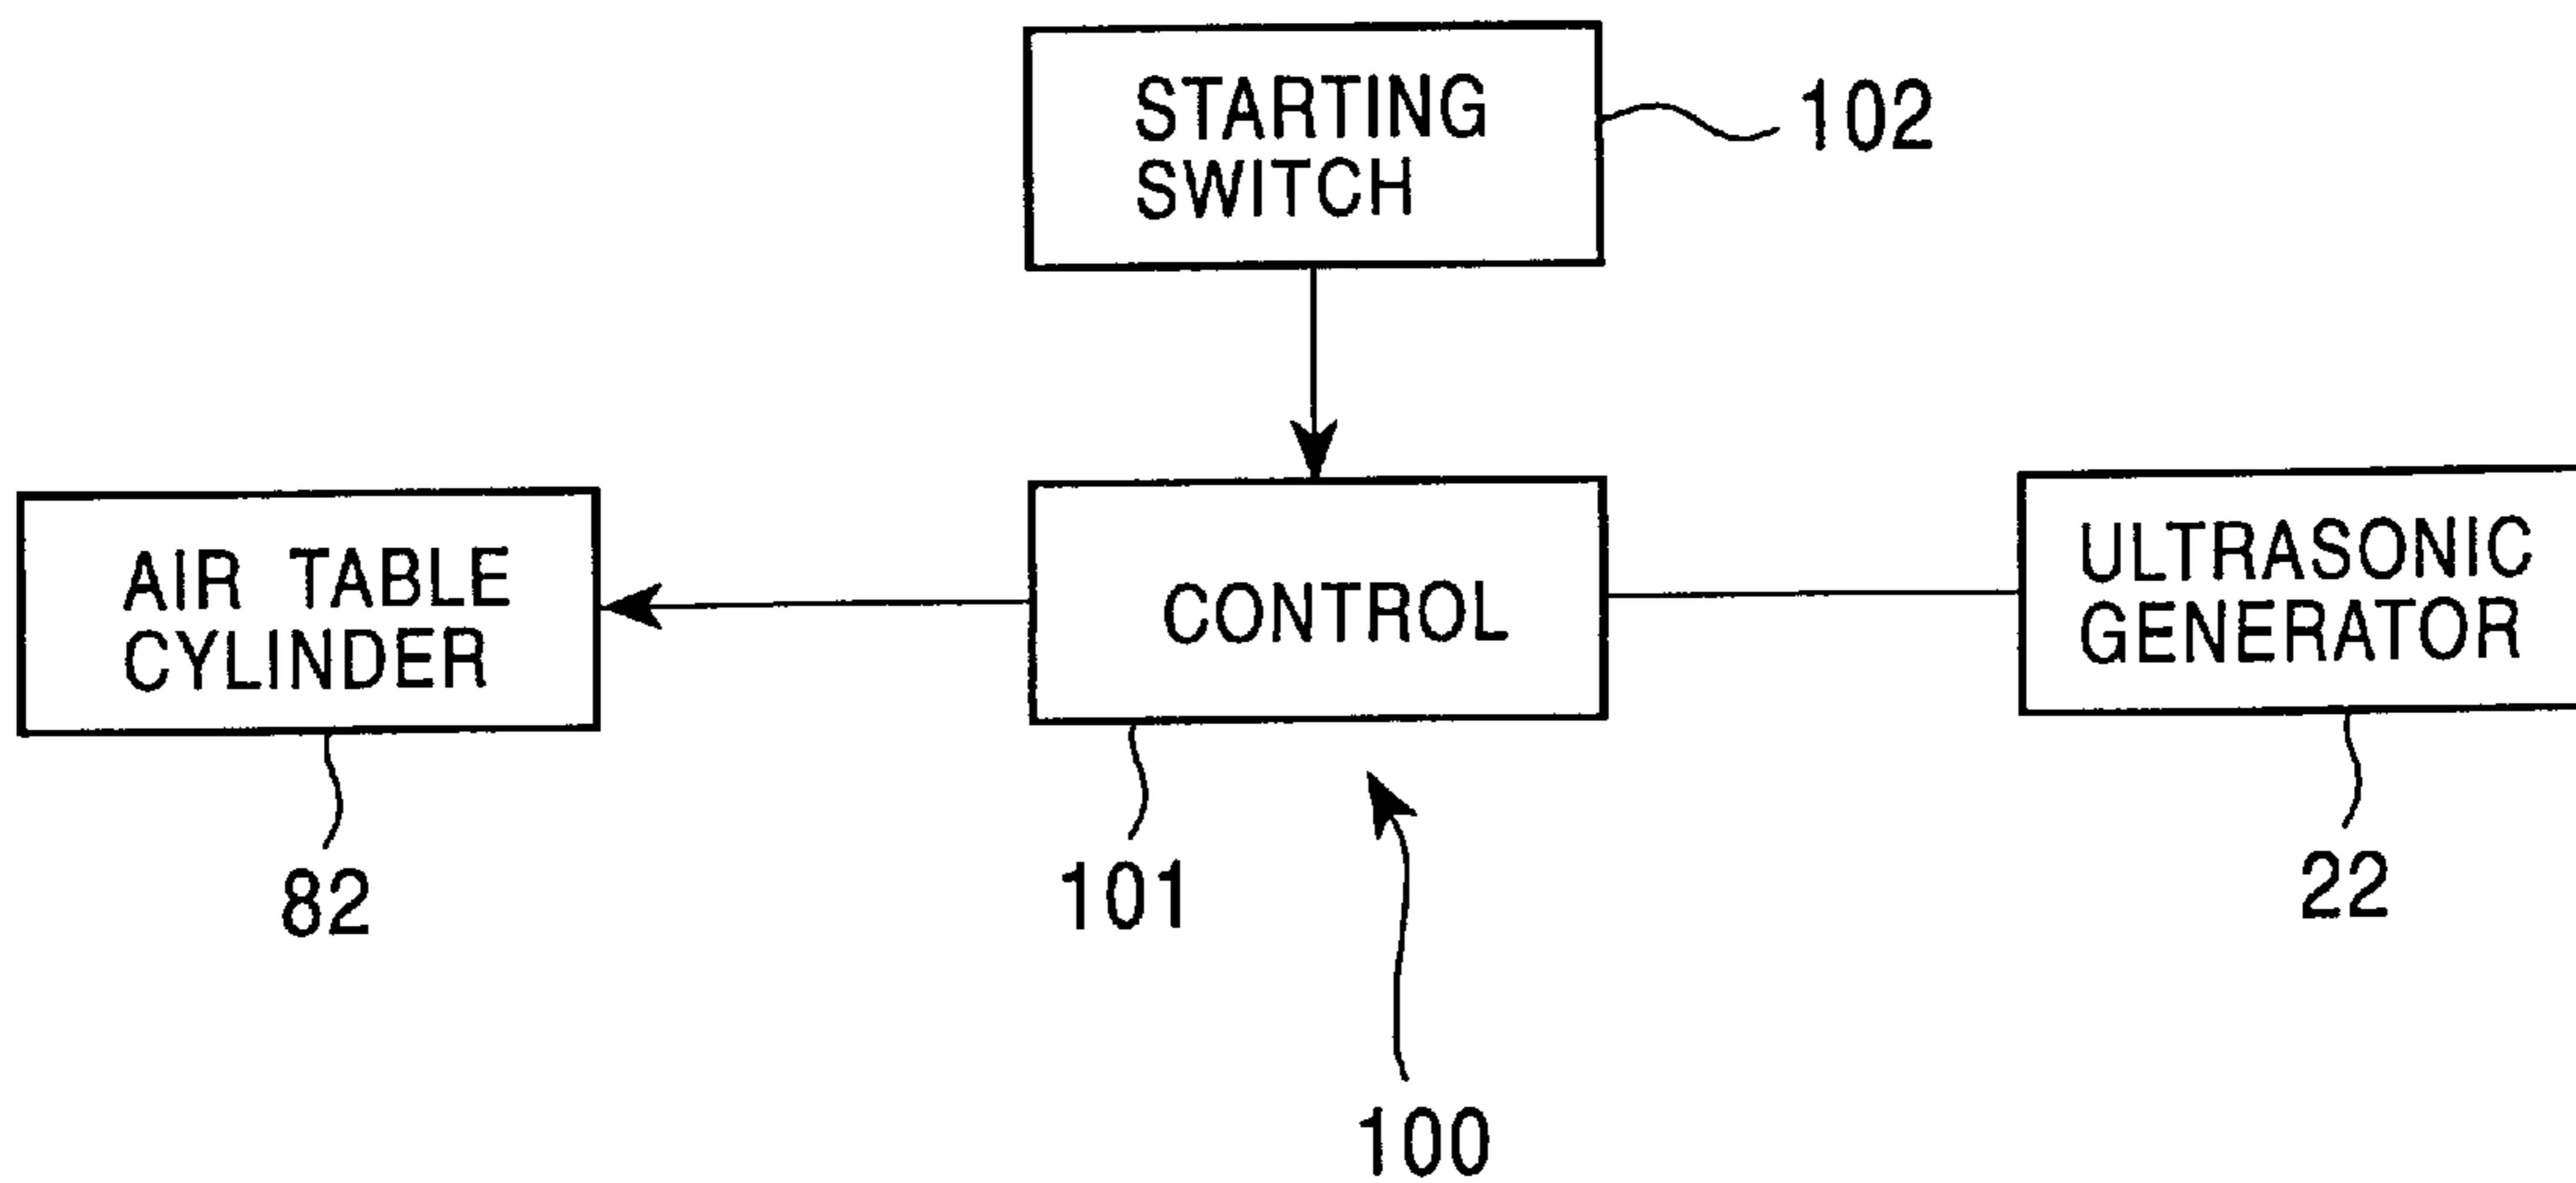 STARTING
SWITCH
102
AIR TABLE
CYLINDER
CONTROL
ULTRASONIC
GENERATOR
82
101
22
100